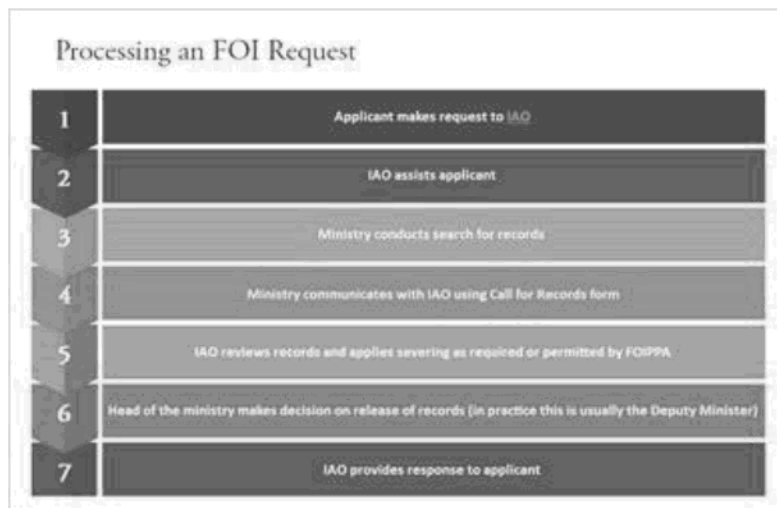 Processing an FOI Request
1 Applicant makes request to IAO
2 IAO assists applicant
3 Ministry conducts search for records
4 Ministry communicates with IAO using Call for Records form
5 IAO reviews records and applies severing as required or permitted by FOIPPA
6 Head of the ministry makes decision on release of records (in practice this is usually the Deputy Minister)
7 IAO provides response to applicant